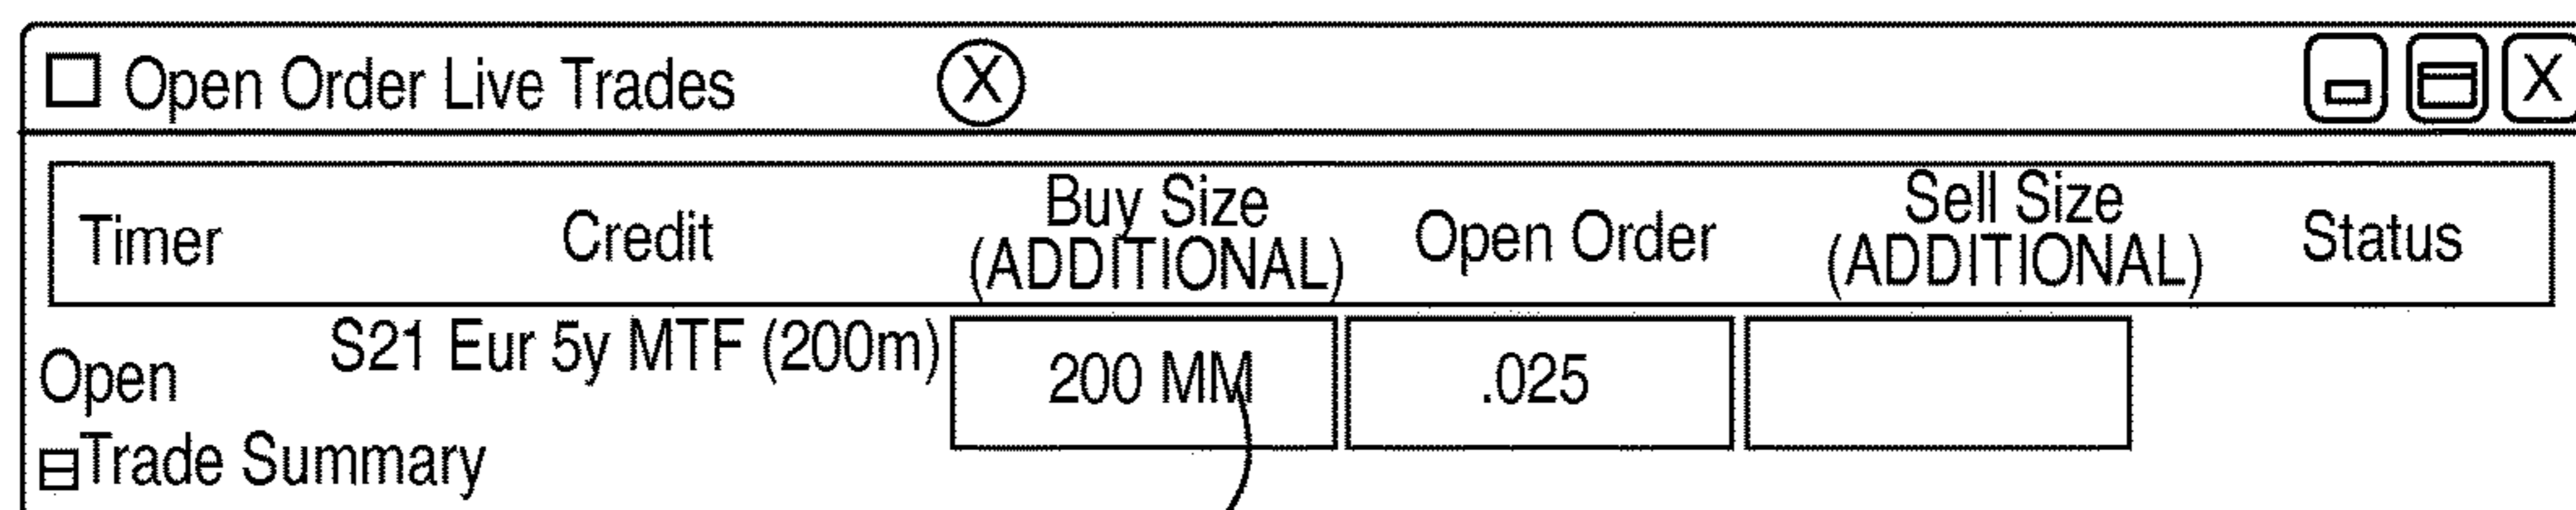 Open Order Live Trades X X
Timer Credit Buy Size (ADDITIONAL) Open Order Sell Size (ADDITIONAL) Status
S21 Eur 5y MTF (200m)
Open 200 MM .025
Trade Summary